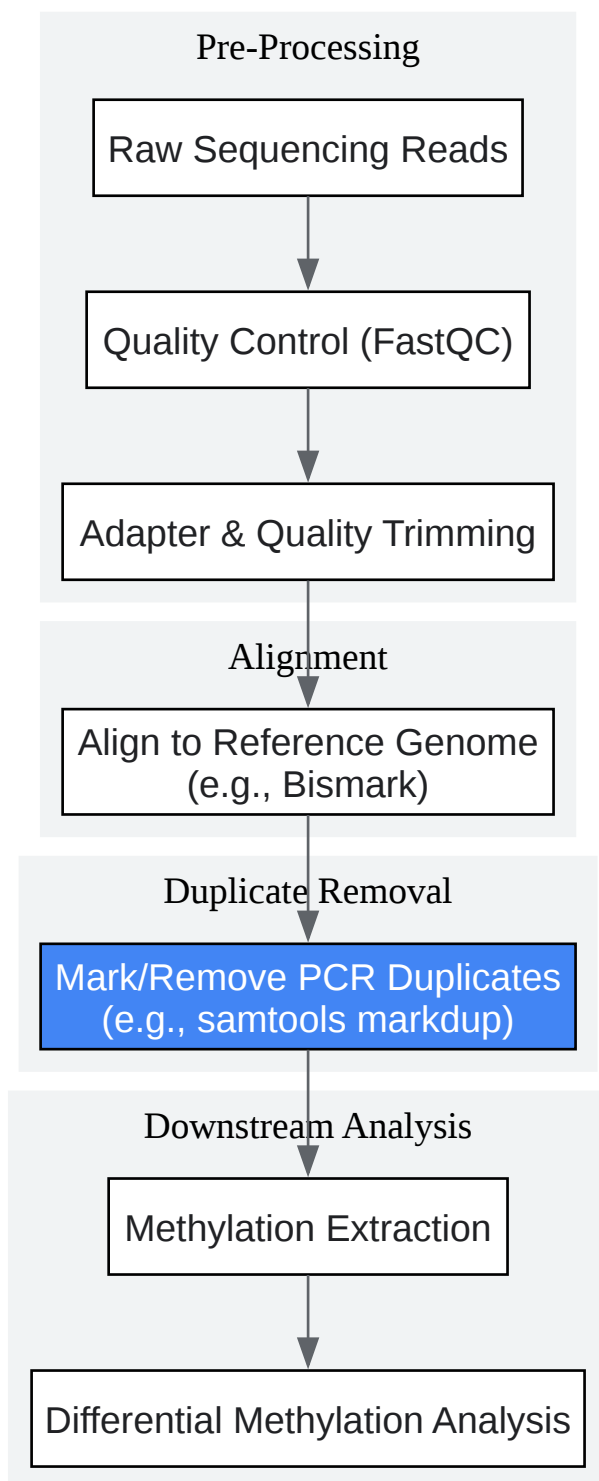 Pre-Processing
Raw Sequencing Reads
Quality Control (FastQC)
Adapter & Quality Trimming
Alignment
Align to Reference Genome
(e.g., Bismark)
Duplicate Removal
Mark/Remove PCR Duplicates
(e.g., samtools markdup)
Downstream Analysis
Methylation Extraction
Differential Methylation Analysis